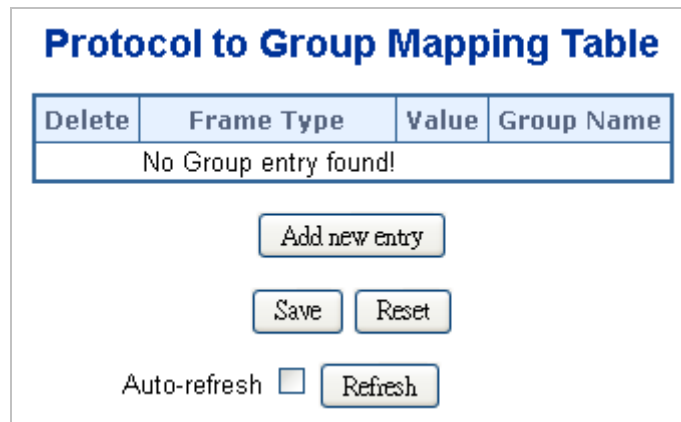 Protocol to Group Mapping Table
Delete Frame Type Value Group Name
No Group entry found!
Add new entry
Save Reset
Auto-refresh Refresh